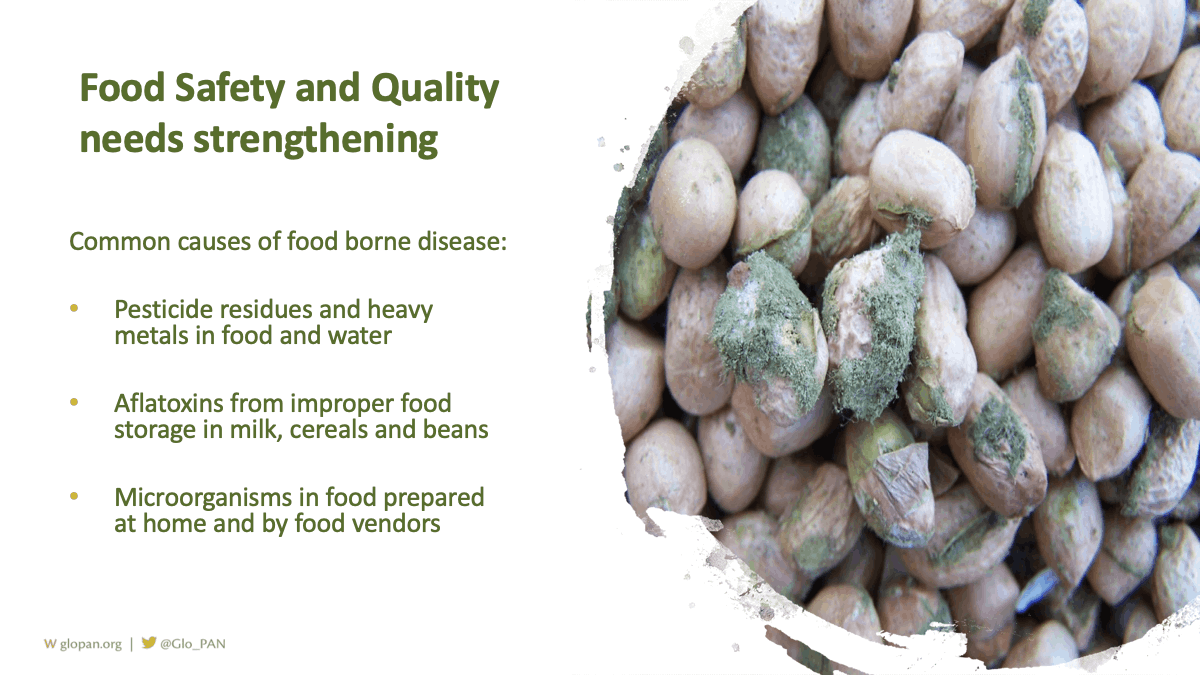 Food Safety and Quality
needs strengthening
Common causes of food borne disease:
• Pesticide residues and heavy
metals in food and water
• Aflatoxins from improper food
storage in milk, cereals and beans
• Microorganisms in food prepared
at home and by food vendors
W glopan.org | @Glo_PAN